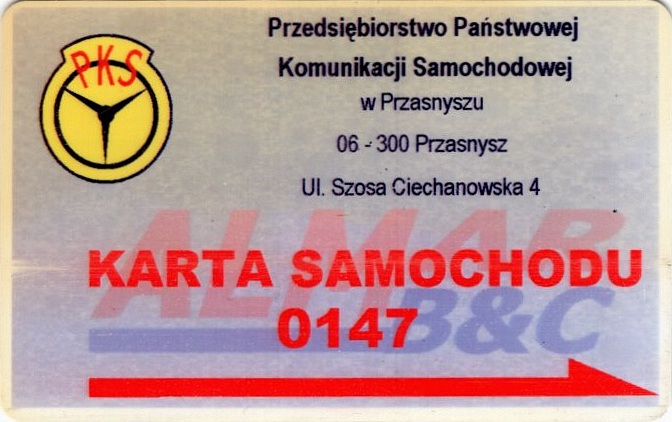 PKS
Przedsiębiorstwo Państwowej
Komunikacji Samochodowej
w Przasnyszu
06 - 300 Przasnysz
Ul. Szosa Ciechanowska 4
ALMAR
KARTA SAMOCHODU
B&C
0147